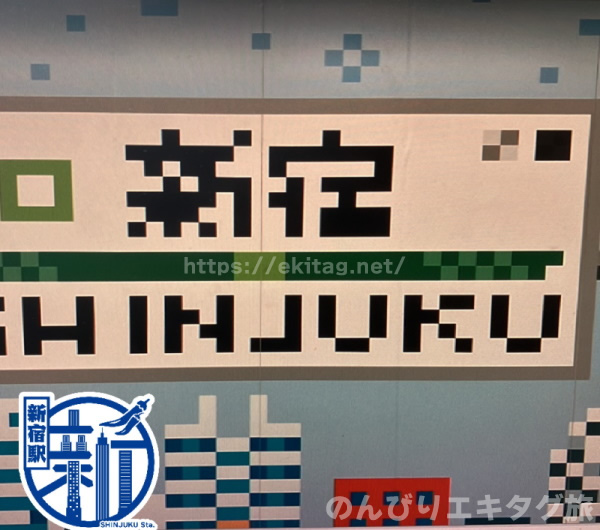 新宿
https://ekitag.net/
SHINJUKU
新宿駅
新
SHINJUKU Sta.
のんびりエキタグ旅